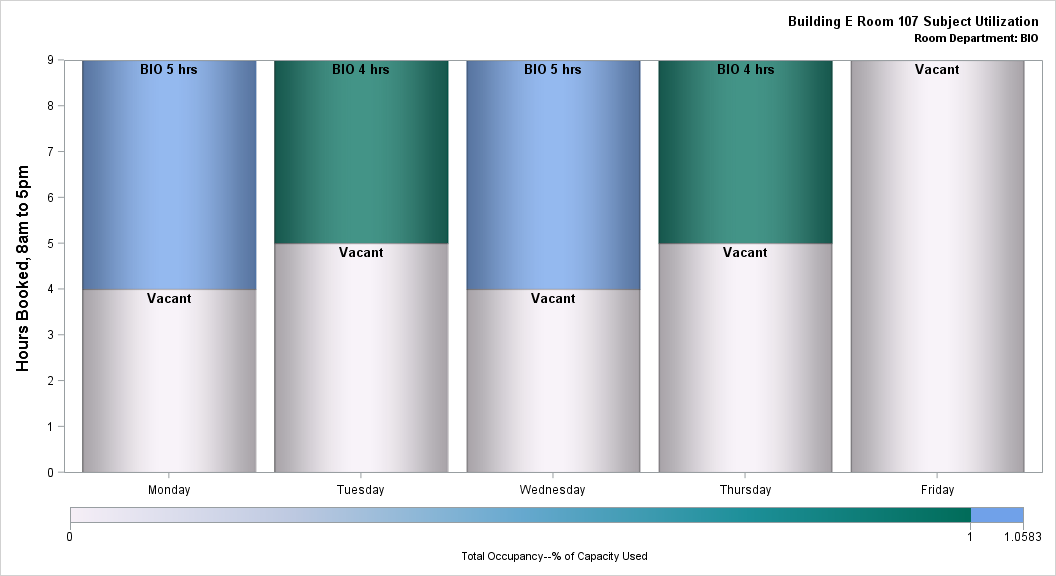 Building E Room 107 Subject Utilization
Room Department: BIO
Hours Booked, 8am to 5pm
9
8
7
6
5
4
3
2
1
0
BIO 5 hrs
BIO 4 hrs
BIO 5 hrs
BIO 4 hrs
Vacant
Vacant
Vacant
Vacant
Vacant
Monday
Tuesday
Wednesday
Thursday
Friday
0
1
1.0583
Total Occupancy--% of Capacity Used